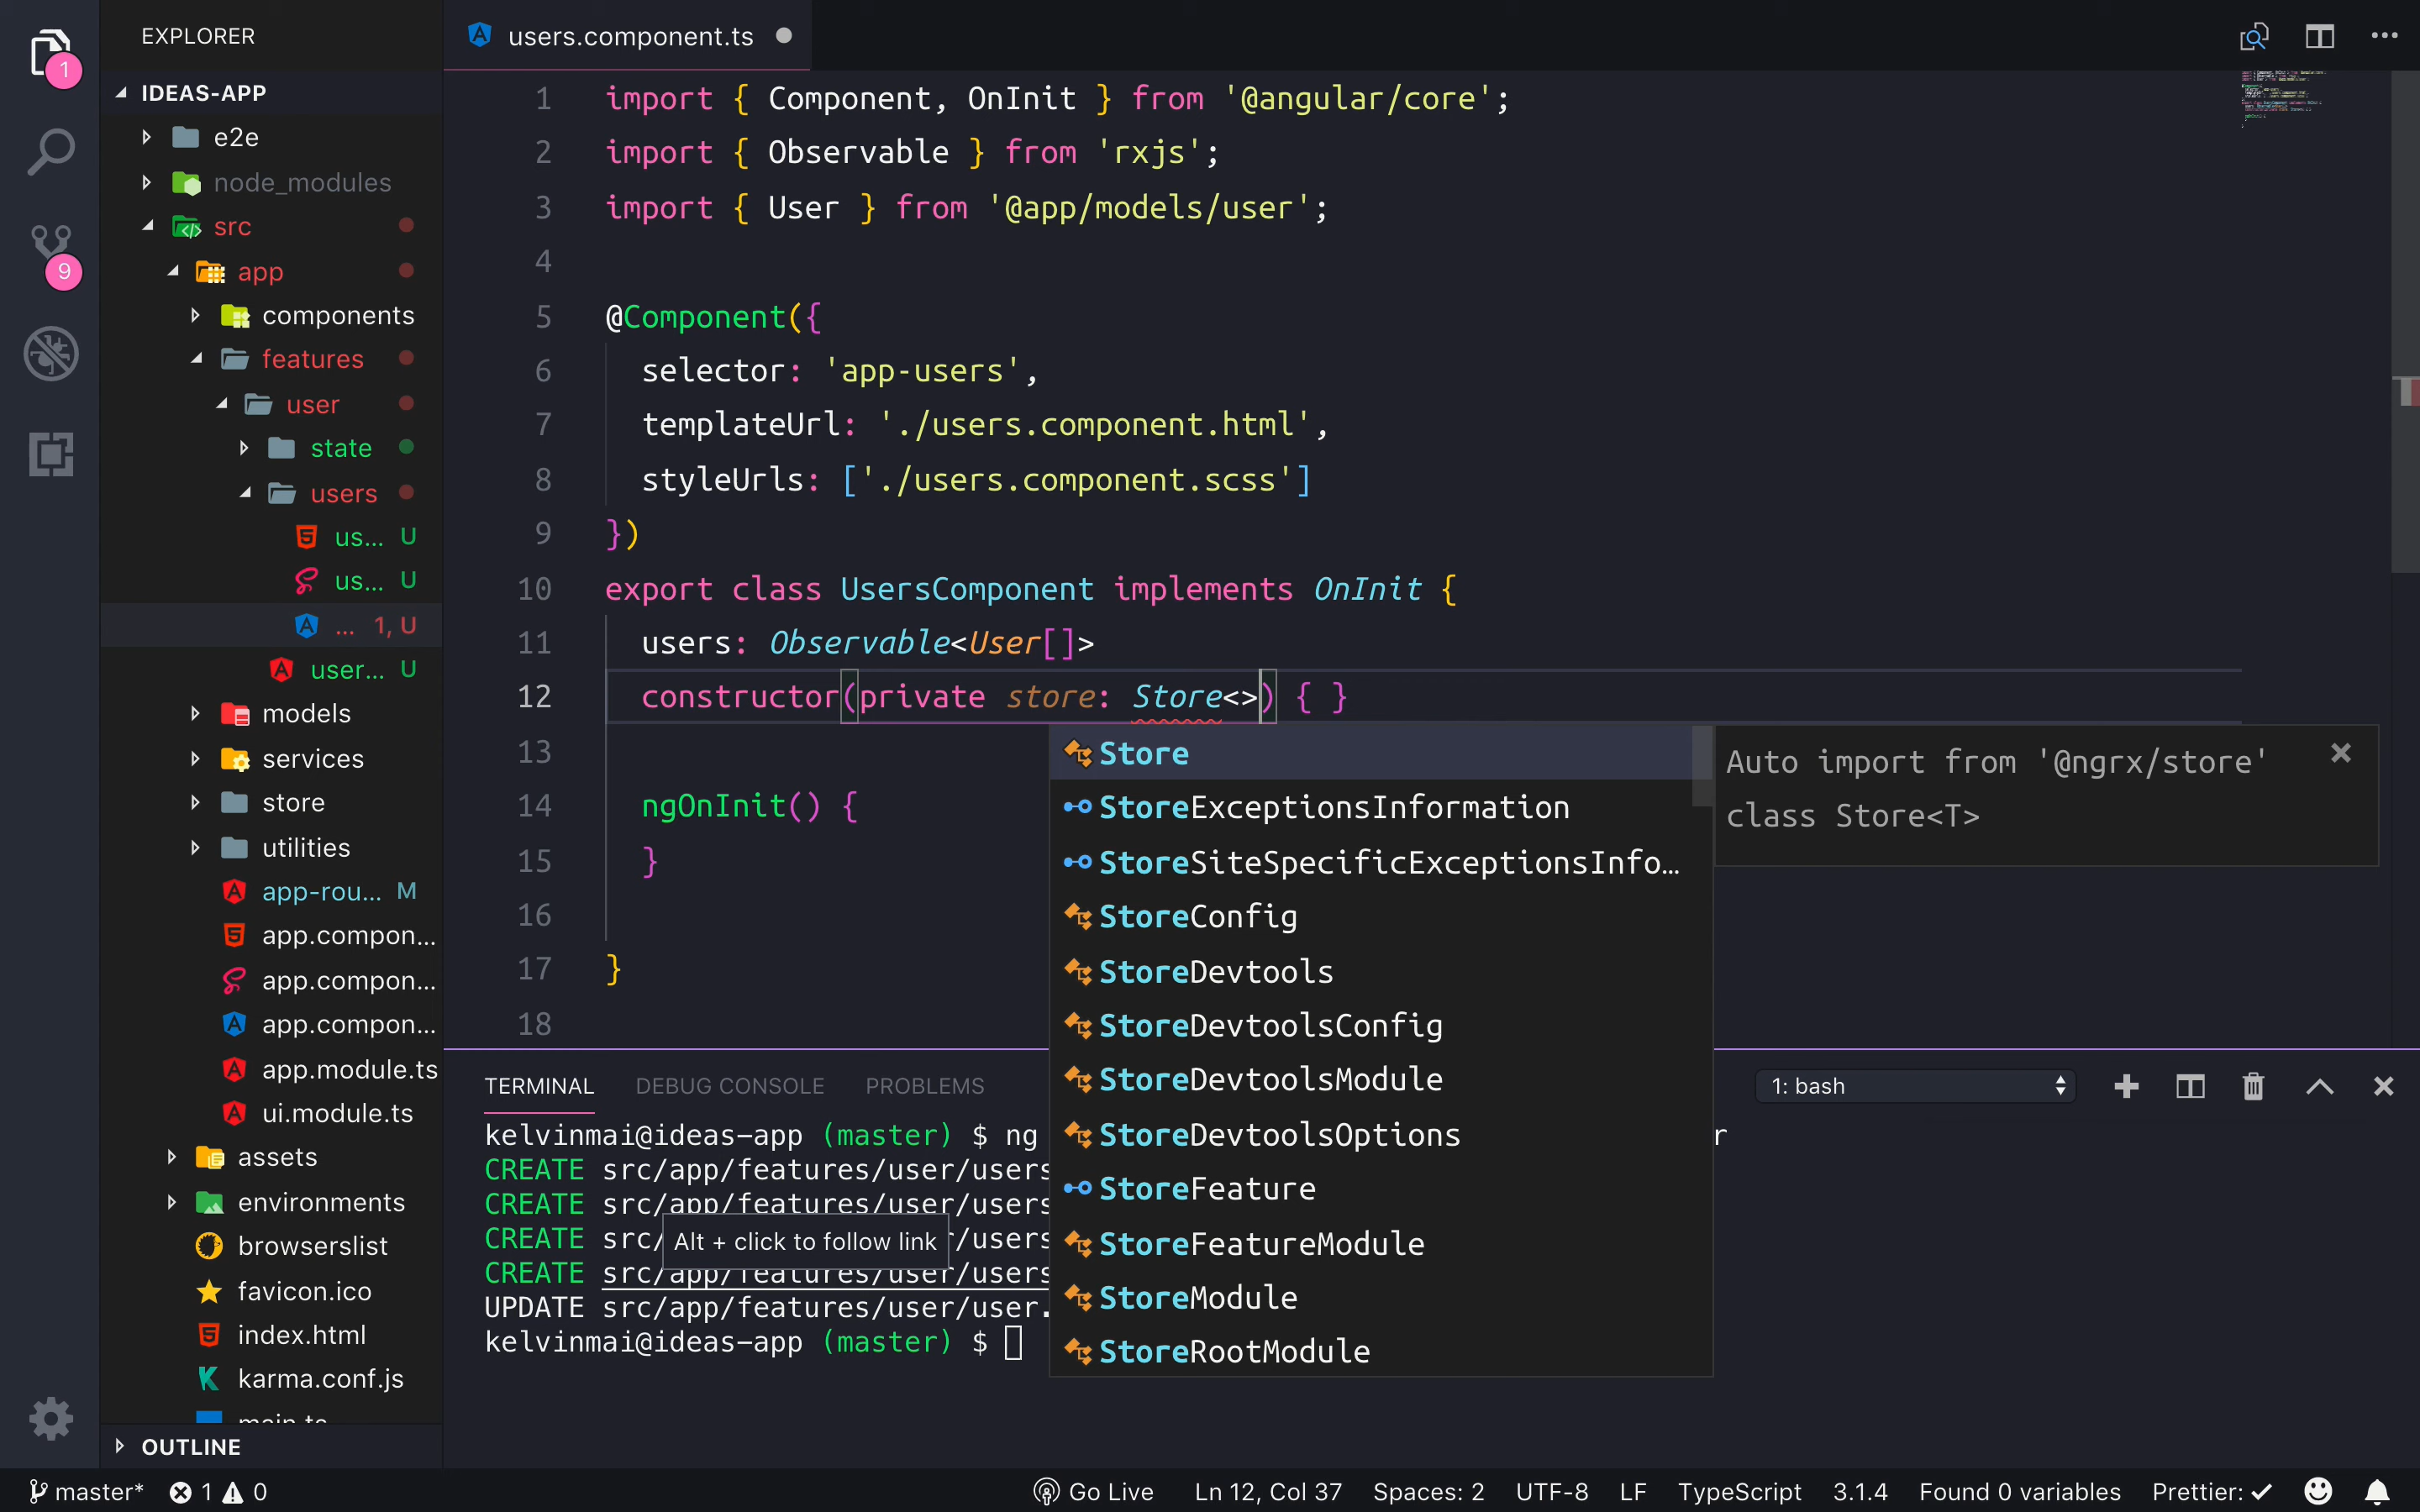 EXPLORER
IDEAS-APP
e2e
node_modules
src
app
components
features
user
state
users
us... U
us... U
... 1, U
user... U
models
services
store
utilities
app-rou... M
app.compon...
app.compon...
app.compon...
app.module.ts
ui.module.ts
assets
environments
browserslist
favicon.ico
index.html
karma.conf.js
main.ts
OUTLINE
1
9
users.component.ts
1 import { Component, OnInit } from '@angular/core';
2 import { Observable } from 'rxjs';
3 import { User } from '@app/models/user';
4
5 @Component({
6 selector: 'app-users',
7 templateUrl: './users.component.html',
8 styleUrls: ['./users.component.scss']
9 })
10 export class UsersComponent implements OnInit {
11 users: Observable<User[]>
12 constructor(private store: Store<>) { }
13
14 ngOnInit() {
15 }
16
17 }
18
Store
StoreExceptionsInformation
StoreSiteSpecificExceptionsInfo...
StoreConfig
StoreDevtools
StoreDevtoolsConfig
StoreDevtoolsModule
StoreDevtoolsOptions
StoreFeature
StoreFeatureModule
StoreModule
StoreRootModule
Auto import from '@ngrx/store'
class Store<T>
TERMINAL DEBUG CONSOLE PROBLEMS 1: bash
kelvinmai@ideas-app (master) $ ng r
CREATE src/app/features/user/users
CREATE src/app/features/user/users
CREATE src/ r/users
Alt + click to follow link
CREATE src/app/features/user/users
UPDATE src/app/features/user/user.
kelvinmai@ideas-app (master) $
master* 1 0 Go Live Ln 12, Col 37 Spaces: 2 UTF-8 LF TypeScript 3.1.4 Found 0 variables Prettier: ✓